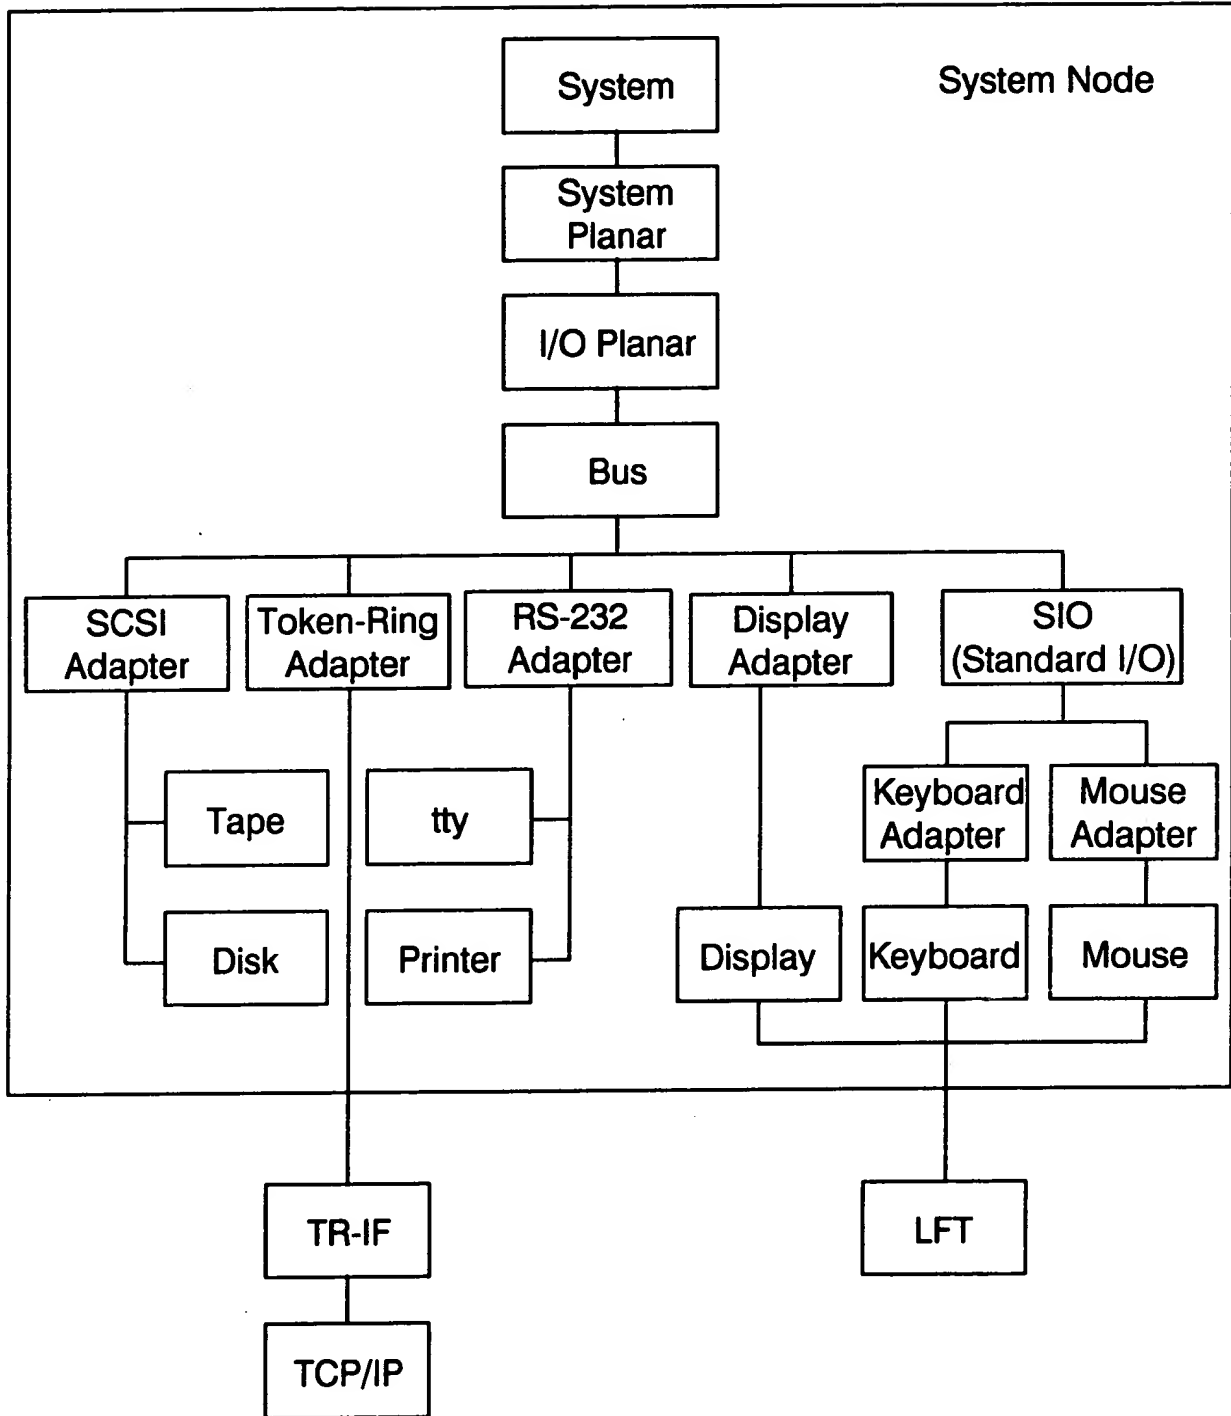 System
System Node
System
Planar
I/O Planar
Bus
SCSI
Adapter
Token-Ring
Adapter
RS-232
Adapter
Display
Adapter
SIO
(Standard I/O)
Keyboard
Adapter
Mouse
Adapter
Tape
tty
Disk
Printer
Display
Keyboard
Mouse
TR-IF
LFT
TCP/IP